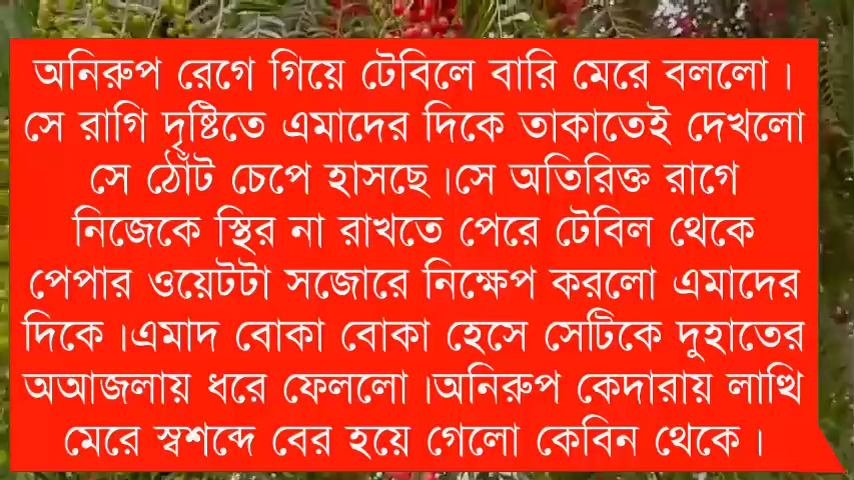 অনিরুপ রেগে গিয়ে টেবিলে বারি মেরে বললো।
সে রাগি দৃষ্টিতে এমাদের দিকে তাকাতেই দেখলো
সে ঠোঁট চেপে হাসছে।সে অতিরিক্ত রাগে
নিজেকে স্থির না রাখতে পেরে টেবিল থেকে
পেপার ওয়েটটা সজোরে নিক্ষেপ করলো এমাদের
দিকে।এমাদ বোকা বোকা হেসে সেটিকে দুহাতের
অআজলায় ধরে ফেললো।অনিরুপ কেদারায় লাত্থি
মেরে স্বশব্দে বের হয়ে গেলো কেবিন থেকে।